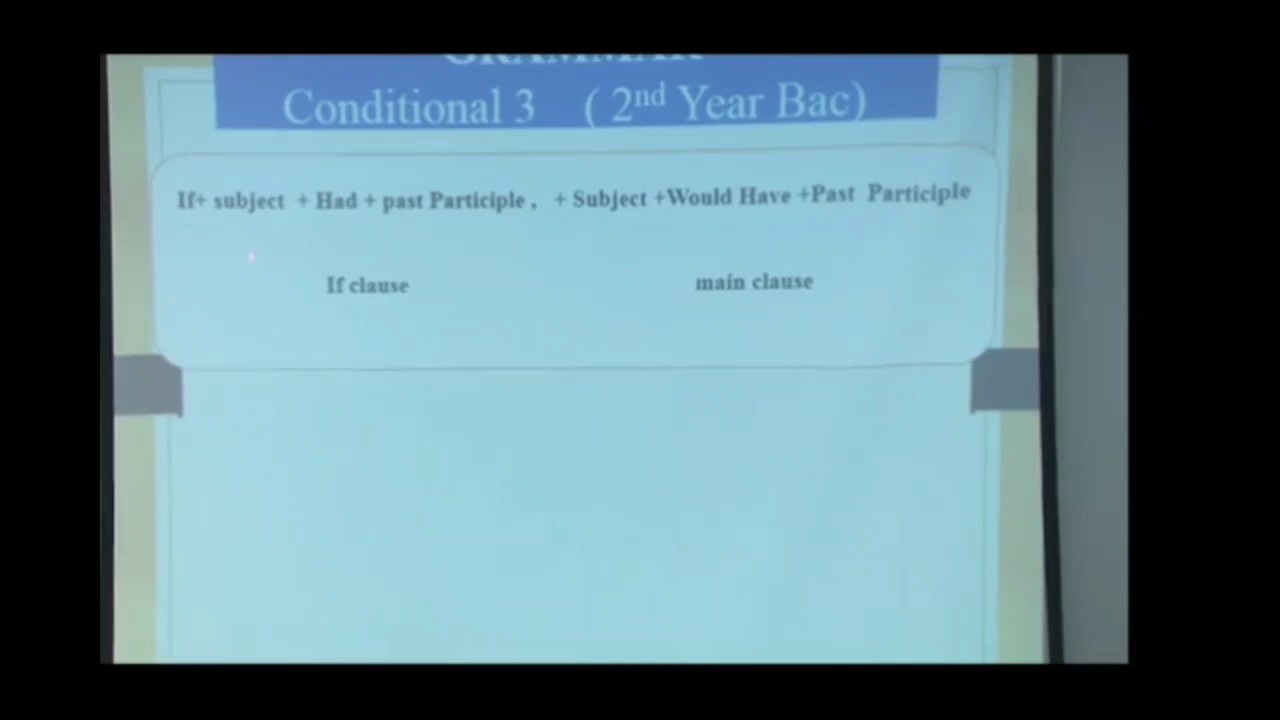 GRAMMAR
Conditional 3 ( 2nd Year Bac)
If+ subject + Had + past Participle , + Subject +Would Have +Past Participle
If clause main clause